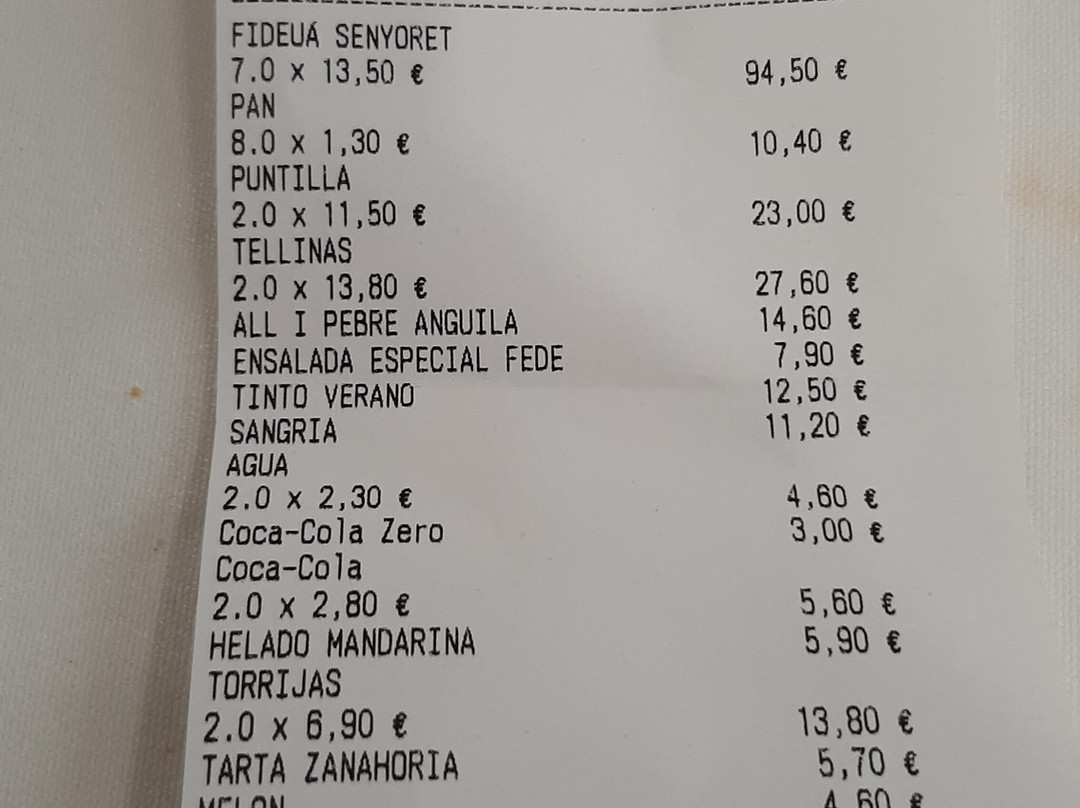 FIDEUÁ SENYORET
7.0 x 13,50 € 94,50 €
PAN
8.0 x 1,30 € 10,40 €
PUNTILLA
2.0 x 11,50 € 23,00 €
TELLINAS
2.0 x 13,80 € 27,60 €
ALL I PEBRE ANGUILA 14,60 €
ENSALADA ESPECIAL FEDE 7,90 €
TINTO VERANO 12,50 €
SANGRIA 11,20 €
AGUA
2.0 x 2,30 € 4,60 €
Coca-Cola Zero 3,00 €
Coca-Cola
2.0 x 2,80 € 5,60 €
HELADO MANDARINA 5,90 €
TORRIJAS
2.0 x 6,90 € 13,80 €
TARTA ZANAHORIA 5,70 €
MELON 4,60 €